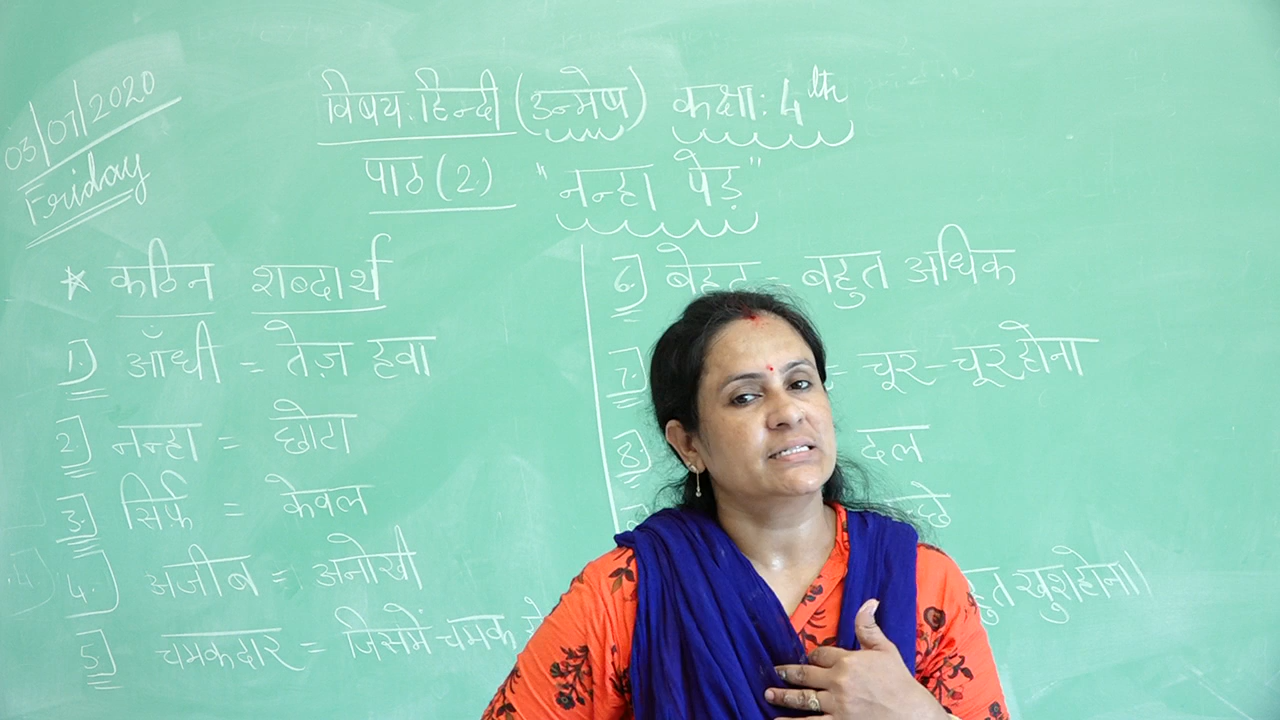 03/07/2020
Friday
विषय: हिन्दी (उन्मेष) कक्षा: 4th
पाठ (2.) "नन्हा पेड़"
* कठिन शब्दार्थ
1.] आँधी = तेज़ हवा
2.] नन्हा = छोटा
3.] सिर्फ़ = केवल
4.] अजीब = अनोखी
5.] चमकदार = जिसमें चमक
6.] बेहद - बहुत अधिक
7.] - चूर-चूर होना
8.] दल
खुश होना।